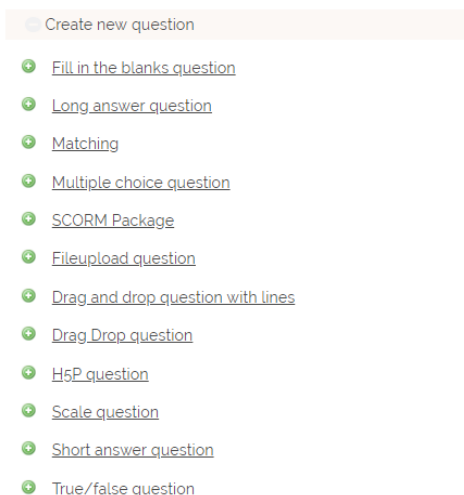 Create new question
Fill in the blanks question
Long answer question
Matching
Multiple choice question
SCORM Package
Fileupload question
Drag and drop question with lines
Drag Drop question
H5P question
Scale question
Short answer question
True/false question